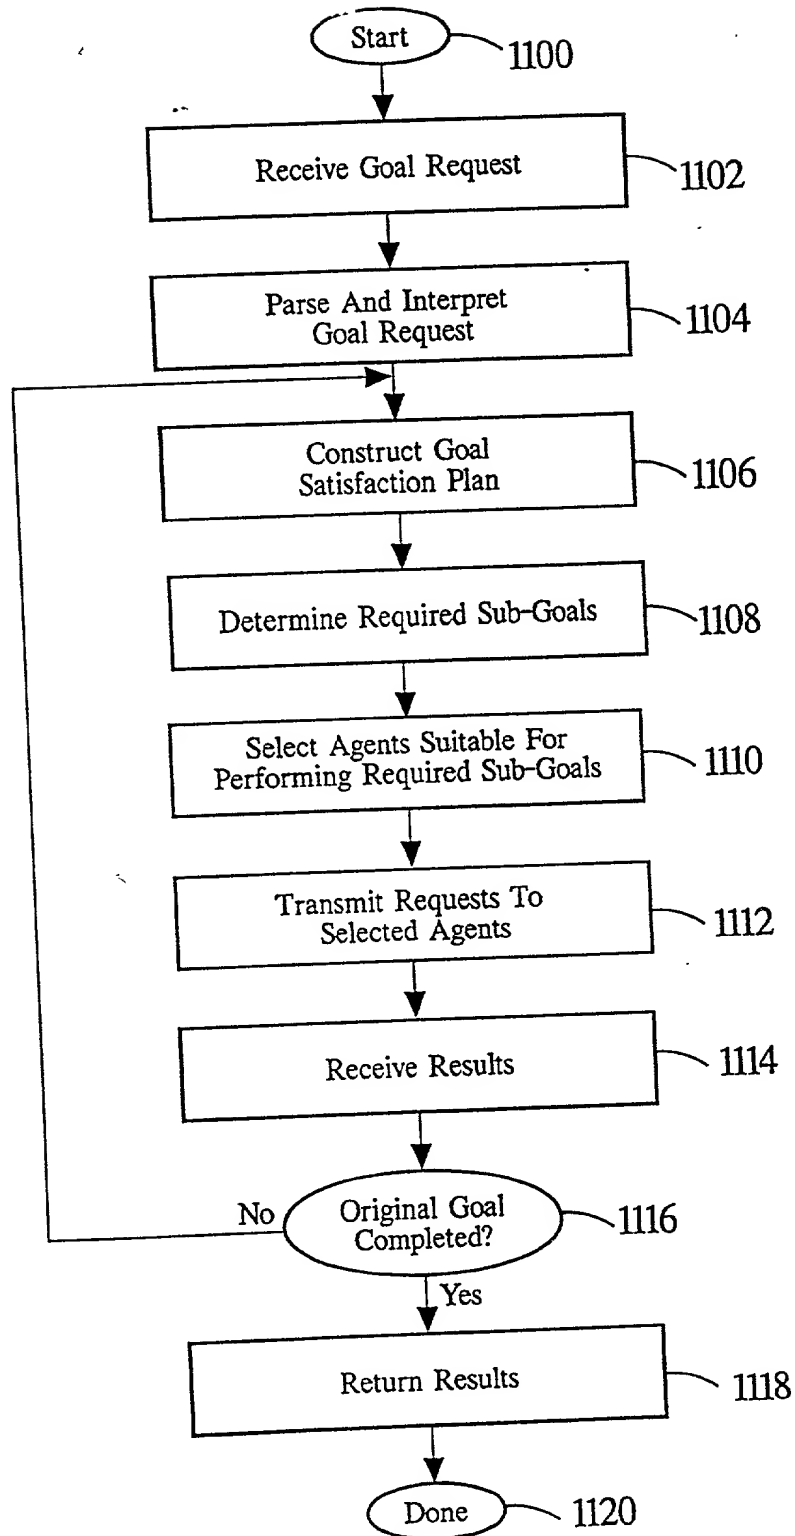 Start
1100
Receive Goal Request
1102
Parse And Interpret
Goal Request
1104
Construct Goal
Satisfaction Plan
1106
Determine Required Sub-Goals
1108
Select Agents Suitable For
Performing Required Sub-Goals
1110
Transmit Requests To
Selected Agents
1112
Receive Results
1114
No
Original Goal
Completed?
1116
Yes
Return Results
1118
Done
1120